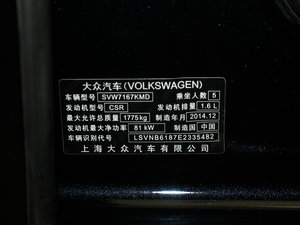 大众汽车(VOLKSWAGEN)
车辆型号 SVW7167KMD 乘坐人数 5
发动机型号 CSR 发动机排量 1.6 L
最大允许总质量 1775kg 制造年月 2014.12
发动机最大净功率 81 kW 制造国 中国
车辆识别代号 LSVNB6187E2335482
上海大众汽车有限公司